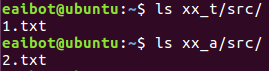 eaibot@ubuntu:~$ ls xx_t/src/
1.txt
eaibot@ubuntu:~$ ls xx_a/src/
2.txt